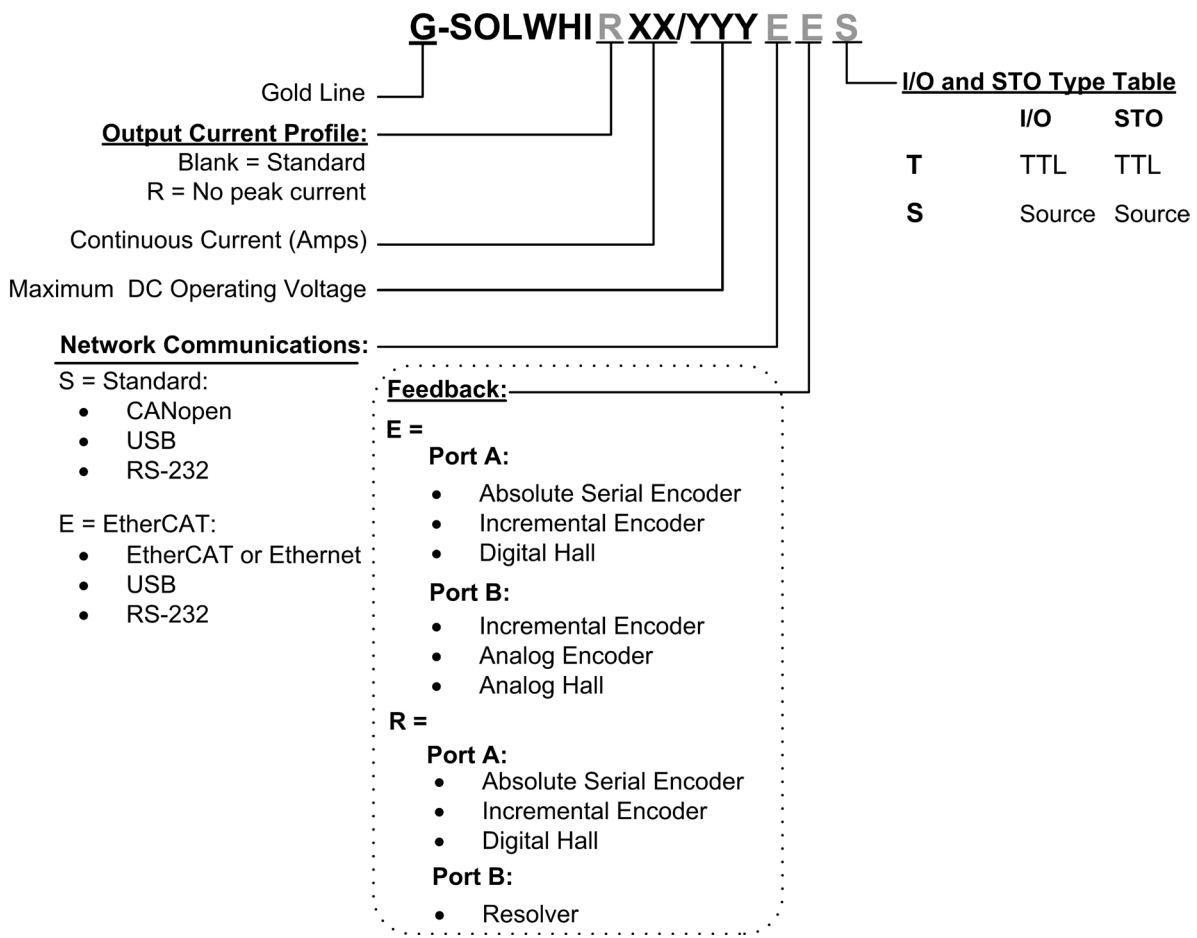 G-SOLWHIRXX/YYYEES
Gold Line
Output Current Profile:
Blank = Standard
R = No peak current
Continuous Current (Amps)
Maximum DC Operating Voltage
Network Communications:
S = Standard:
• CANopen
• USB
• RS-232
E = EtherCAT:
• EtherCAT or Ethernet
• USB
• RS-232
Feedback:
E =
Port A:
• Absolute Serial Encoder
• Incremental Encoder
• Digital Hall
Port B:
• Incremental Encoder
• Analog Encoder
• Analog Hall
R =
Port A:
• Absolute Serial Encoder
• Incremental Encoder
• Digital Hall
Port B:
• Resolver
I/O and STO Type Table
I/O STO
T TTL TTL
S Source Source